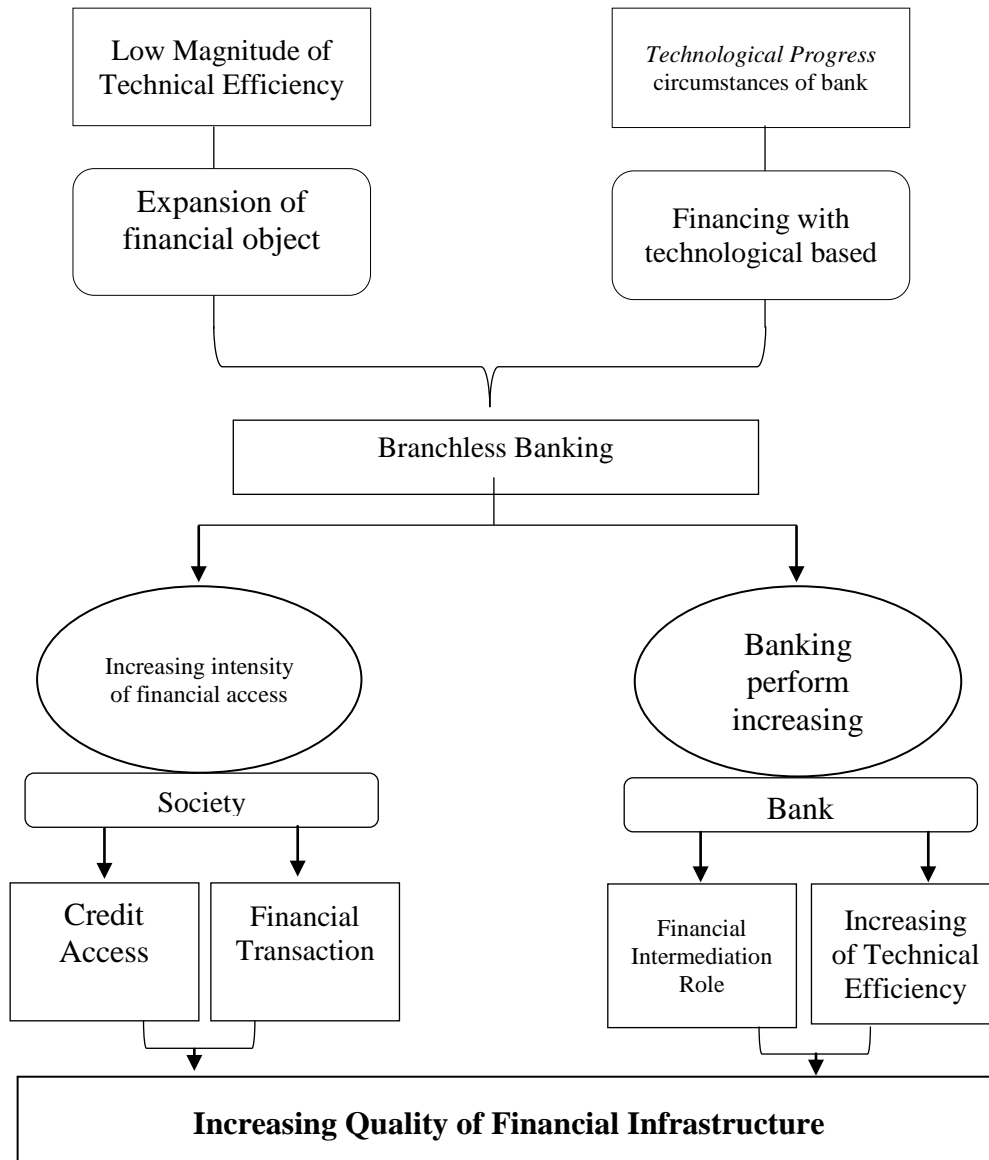 Low Magnitude of
Technical Efficiency
Technological Progress
circumstances of bank
Expansion of
financial object
Financing with
technological based
Branchless Banking
Increasing intensity
of financial access
Banking
perform
increasing
Society
Bank
Credit
Access
Financial
Transaction
Financial
Intermediation
Role
Increasing
of Technical
Efficiency
Increasing Quality of Financial Infrastructure